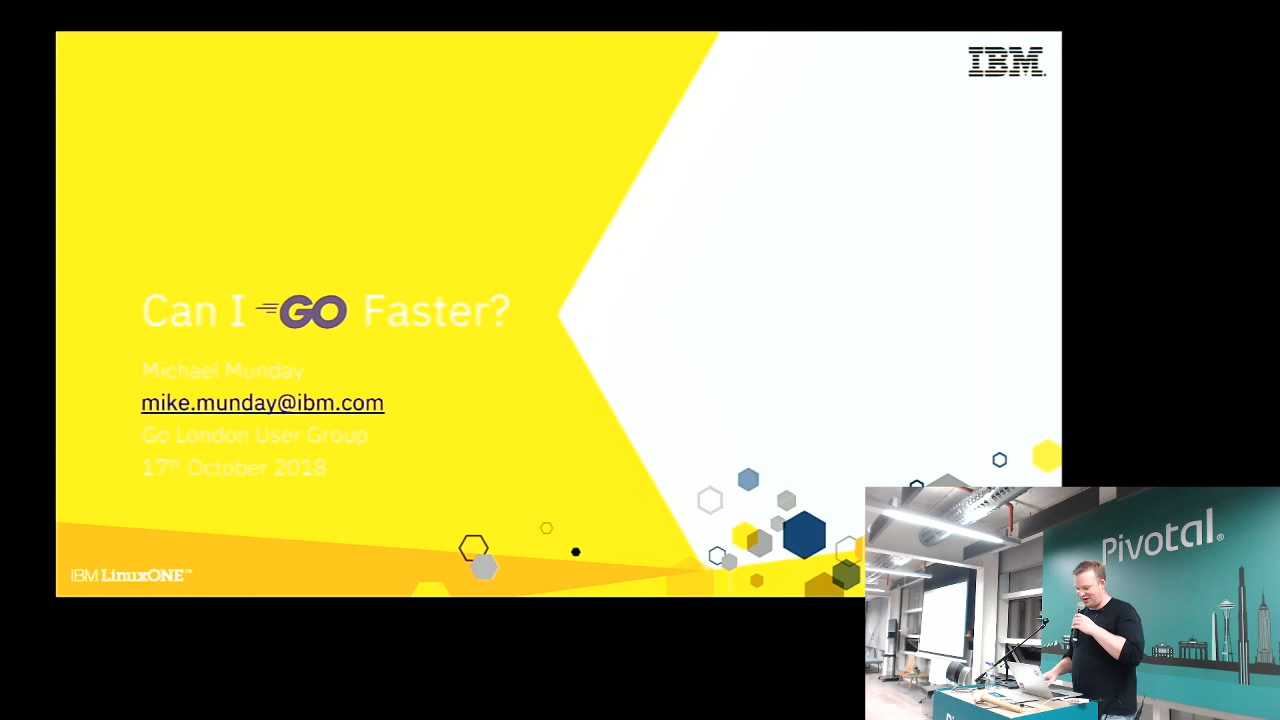 IBM
Can I GO Faster?
Michael Munday
mike.munday@ibm.com
Go London User Group
17th October 2018
IBM LinuxONE™
Pivotal®